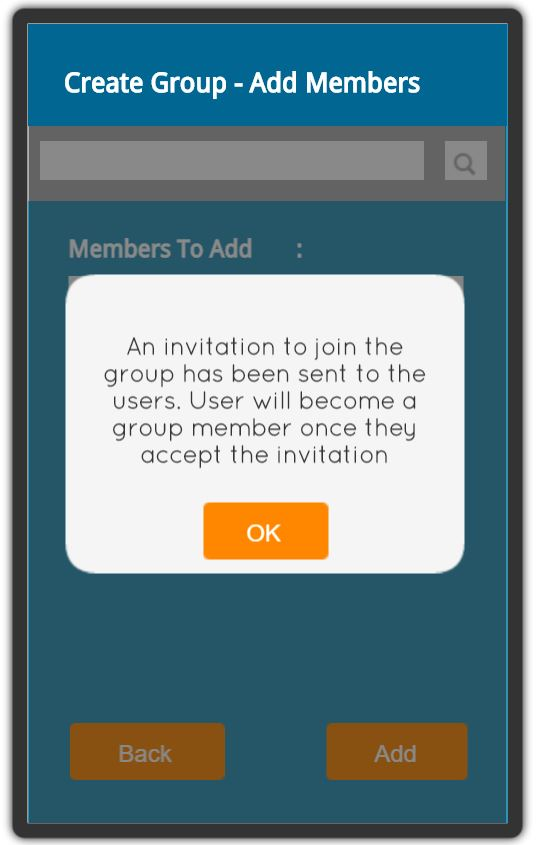 Create Group - Add Members
Members To Add :
An invitation to join the
group has been sent to the
users. User will become a
group member once they
accept the invitation
OK
Back Add